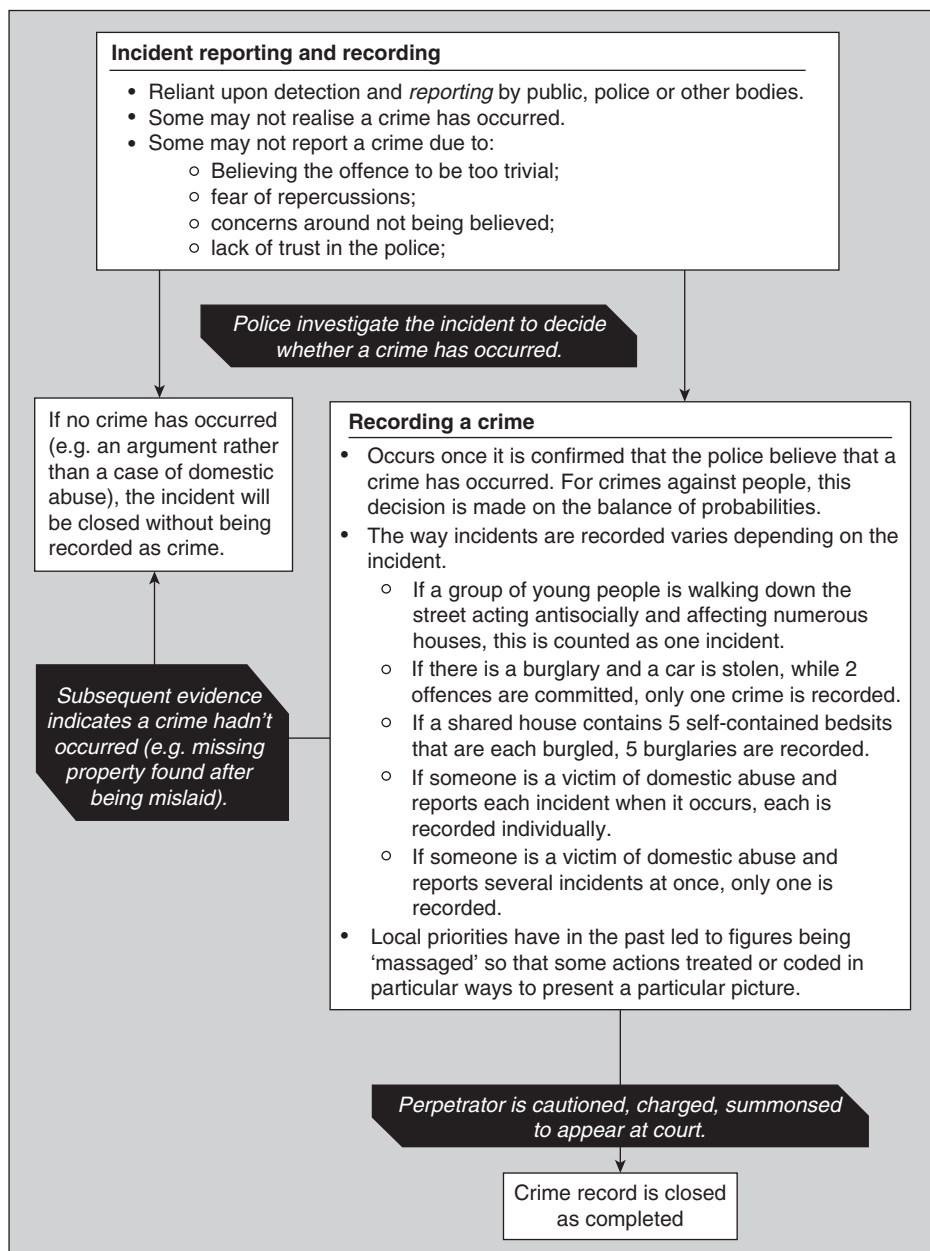 Incident reporting and recording
• Reliant upon detection and reporting by public, police or other bodies.
• Some may not realise a crime has occurred.
• Some may not report a crime due to:
○ Believing the offence to be too trivial;
○ fear of repercussions;
○ concerns around not being believed;
○ lack of trust in the police;
Police investigate the incident to decide
whether a crime has occurred.
If no crime has occurred
(e.g. an argument rather
than a case of domestic
abuse), the incident will
be closed without being
recorded as crime.
Recording a crime
• Occurs once it is confirmed that the police believe that a
crime has occurred. For crimes against people, this
decision is made on the balance of probabilities.
• The way incidents are recorded varies depending on the
incident.
○ If a group of young people is walking down the
street acting antisocially and affecting numerous
houses, this is counted as one incident.
○ If there is a burglary and a car is stolen, while 2
offences are committed, only one crime is recorded.
○ If a shared house contains 5 self-contained bedsits
that are each burgled, 5 burglaries are recorded.
○ If someone is a victim of domestic abuse and
reports each incident when it occurs, each is
recorded individually.
○ If someone is a victim of domestic abuse and
reports several incidents at once, only one is
recorded.
• Local priorities have in the past led to figures being
‘massaged’ so that some actions treated or coded in
particular ways to present a particular picture.
Subsequent evidence
indicates a crime hadn’t
occurred (e.g. missing
property found after
being mislaid).
Perpetrator is cautioned, charged, summonsed
to appear at court.
Crime record is closed
as completed